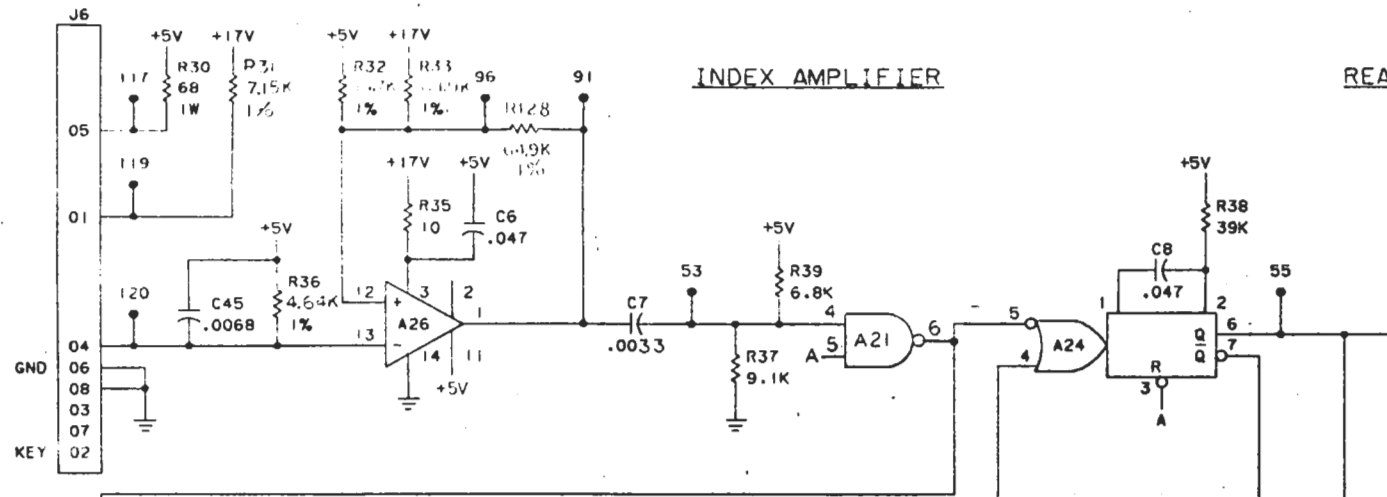 J6
INDEX AMPLIFIER
REA
+5V
+17V
+5V
+17V
117
R30
68
1W
7.15K
1%
R32
1%
R33
1%
96
91
05
R128
64.9K
1%
119
+17V
+5V
01
R35
10
C6
.047
+5V
+5V
R38
39K
+5V
120
C45
.0068
R36
4.64K
1%
12
+
3
2
1
A26
13
-
14
11
+5V
C7
.0033
53
R39
6.8K
4
5
A
A21
6
R37
9.1K
C8
.047
55
1
2
5
4
A24
6
Q
Q
7
R
3
A
04
GND 06
08
03
07
KEY 02